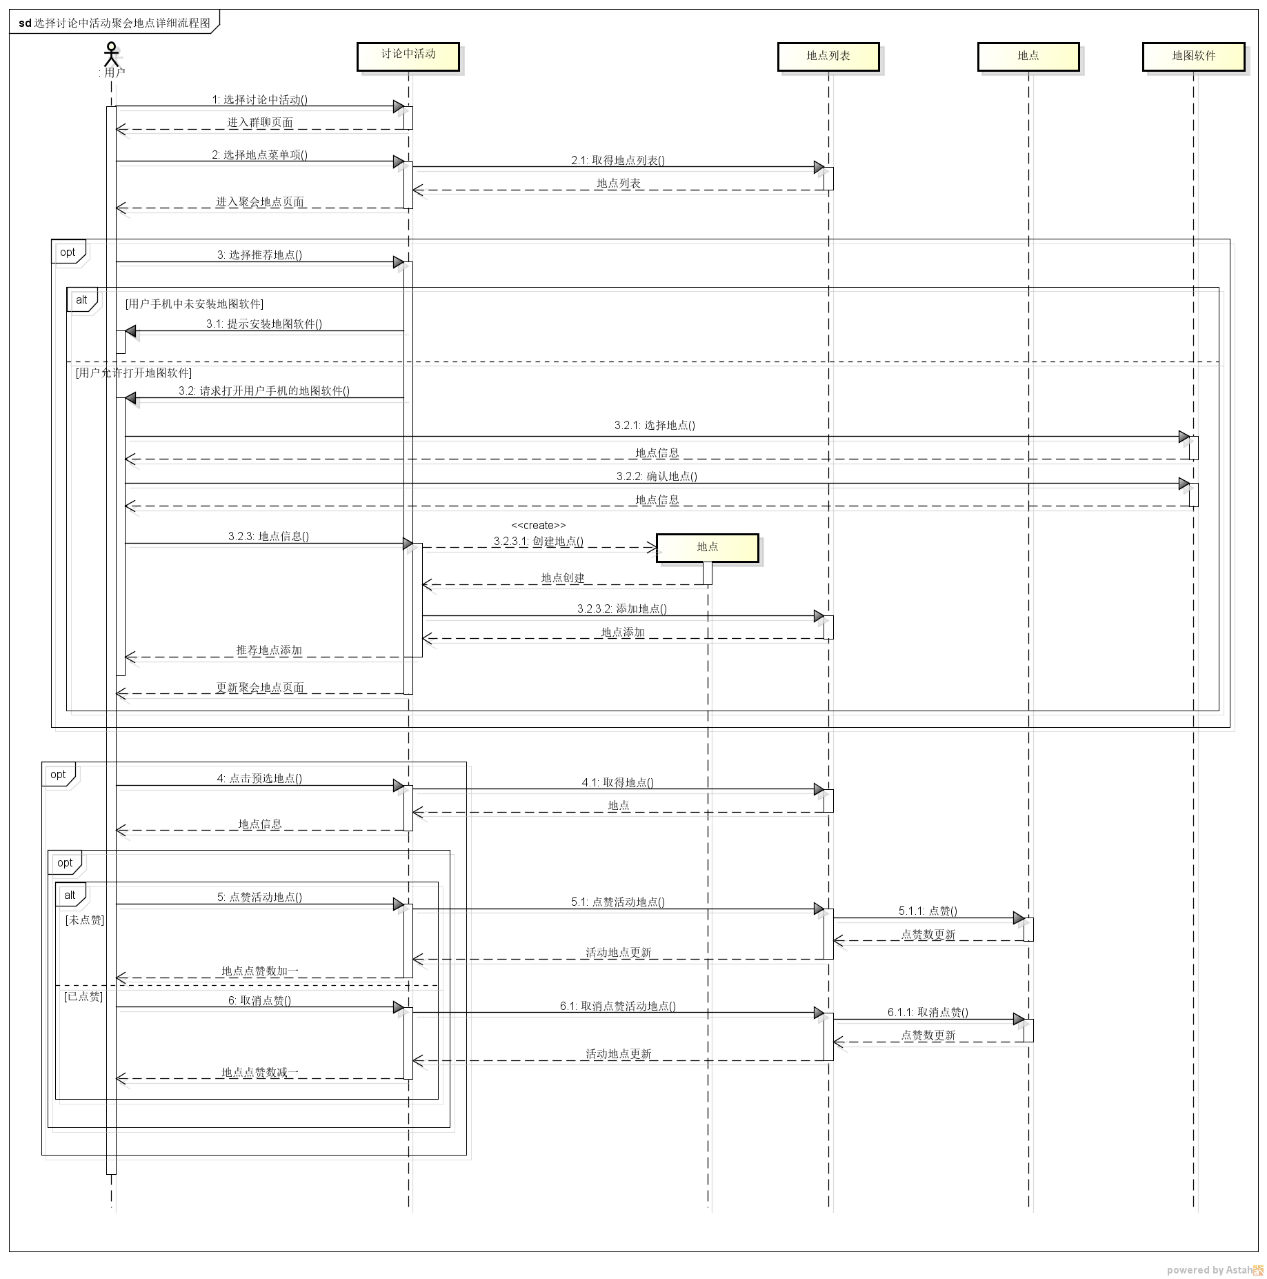 sd 选择讨论中活动聚会地点详细流程图
: 用户
讨论中活动
地点列表
地点
地图软件
1: 选择讨论中活动()
进入群聊页面
2: 选择地点菜单项()
2.1: 取得地点列表()
地点列表
进入聚会地点页面
opt
3: 选择推荐地点()
alt
[用户手机中未安装地图软件]
3.1: 提示安装地图软件()
[用户允许打开地图软件]
3.2: 请求打开用户手机的地图软件()
3.2.1: 选择地点()
地点信息
3.2.2: 确认地点()
地点信息
<<create>>
3.2.3: 地点信息()
3.2.3.1: 创建地点()
地点
地点创建
3.2.3.2: 添加地点()
地点添加
推荐地点添加
更新聚会地点页面
opt
4: 点击预选地点()
4.1: 取得地点()
地点
地点信息
opt
alt
5: 点赞活动地点()
5.1: 点赞活动地点()
5.1.1: 点赞()
[未点赞]
点赞数更新
活动地点更新
地点点赞数加一
[已点赞]
6: 取消点赞()
6.1: 取消点赞活动地点()
6.1.1: 取消点赞()
点赞数更新
活动地点更新
地点点赞数减一
powered by Astah